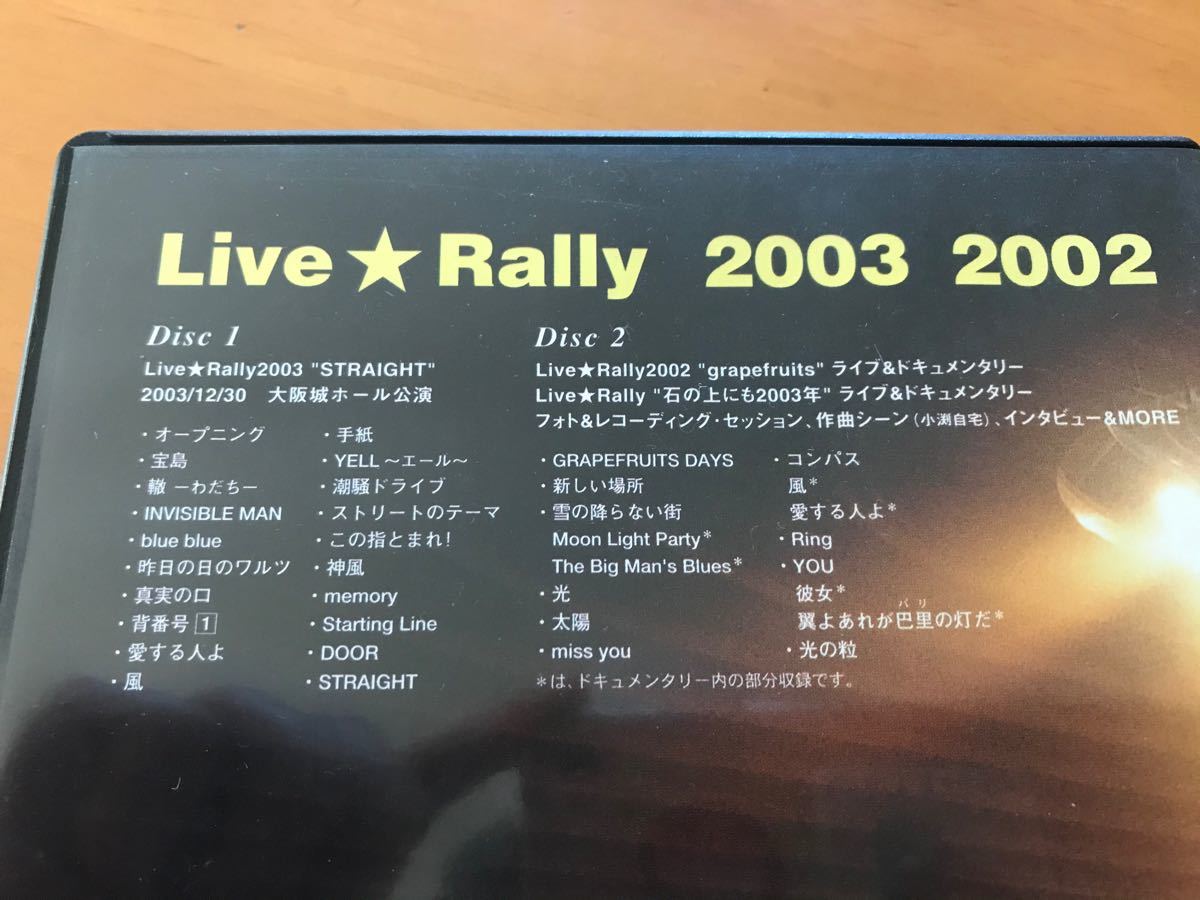 Live★Rally 2003 2002
Disc 1
Live★Rally2003 "STRAIGHT"
2003/12/30 大阪城ホール公演
・オープニング
・宝島
・轍 ーわだちー
・INVISIBLE MAN
・blue blue
・昨日の日のワルツ
・真実の口
・背番号1
・愛する人よ
・風
・手紙
・YELL～エール～
・潮騒ドライブ
・ストリートのテーマ
・この指とまれ!
・神風
・memory
・Starting Line
・DOOR
・STRAIGHT
Disc 2
Live★Rally2002 "grapefruits" ライブ&ドキュメンタリー
Live★Rally "石の上にも2003年" ライブ&ドキュメンタリー
フォト&レコーディング・セッション、作曲シーン(小渕自宅)、インタビュー&MORE
・GRAPEFRUITS DAYS
・新しい場所
・雪の降らない街
Moon Light Party*
The Big Man's Blues*
・光
・太陽
・miss you
・コンパス
風*
愛する人よ*
・Ring
・YOU
彼女*
パリ
翼よあれが巴里の灯だ*
・光の粒
*は、ドキュメンタリー内の部分収録です。